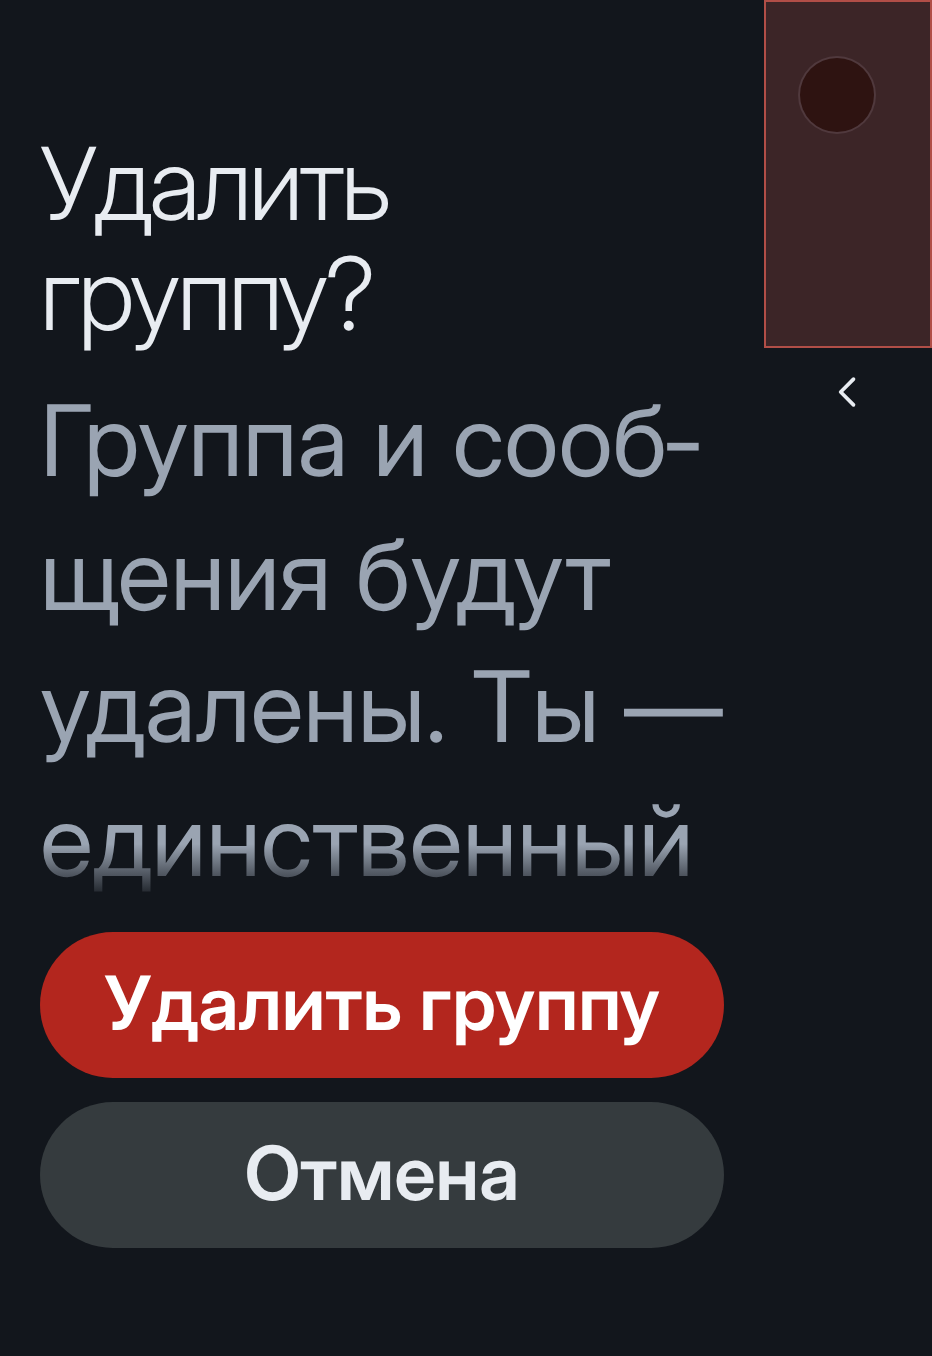 Удалить
группу?
Группа и сооб-
щения будут
удалены. Ты —
единственный
Удалить группу
Отмена